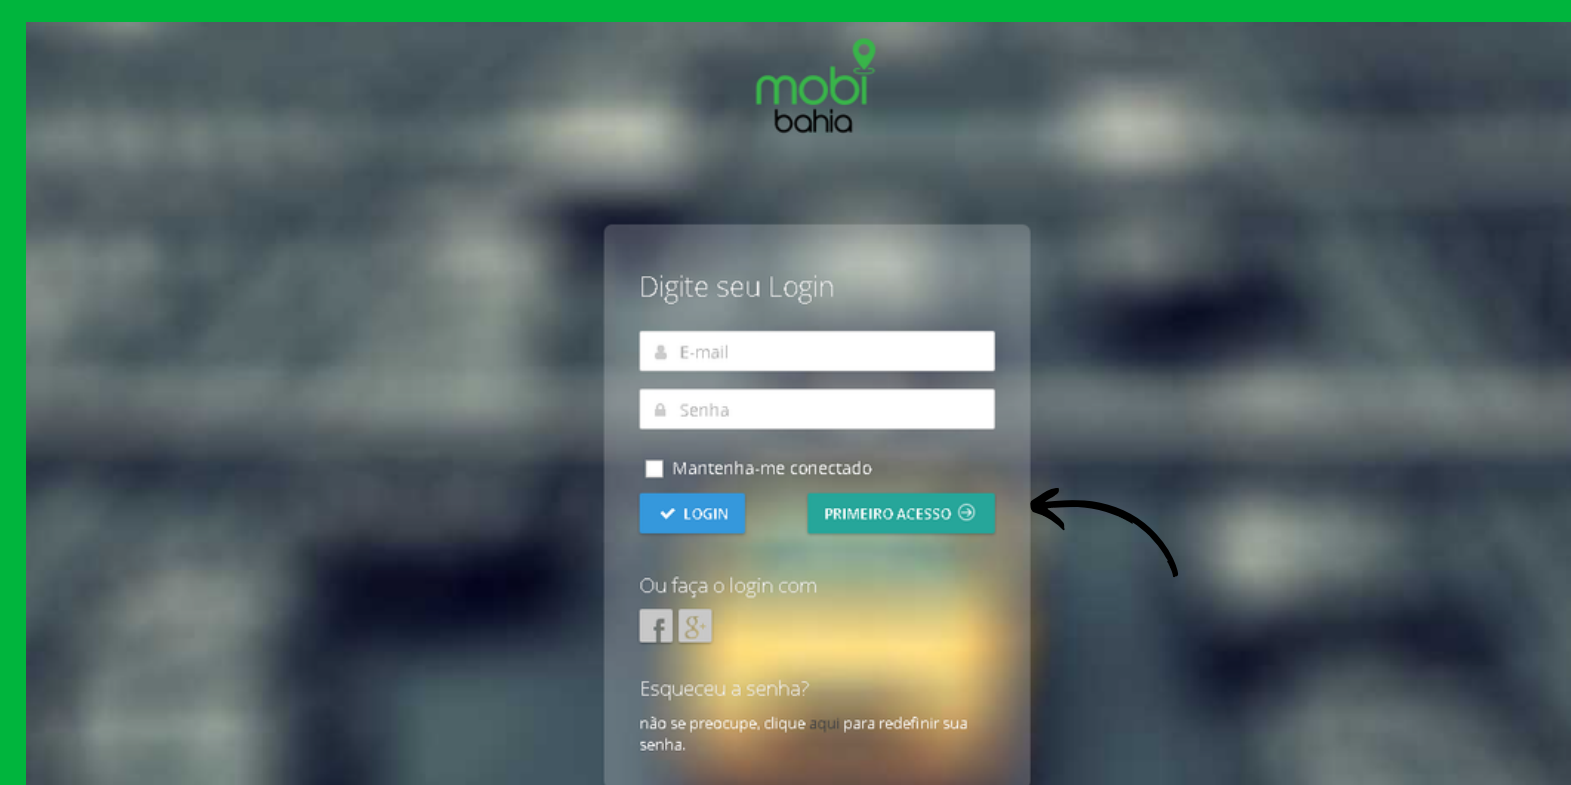 mobi
bahia
Digite seu Login
E-mail
Senha
Mantenha-me conectado
LOGIN
PRIMEIRO ACESSO
Ou faça o login com
f g+
Esqueceu a senha?
não se preocupe, clique aqui para redefinir sua
senha.